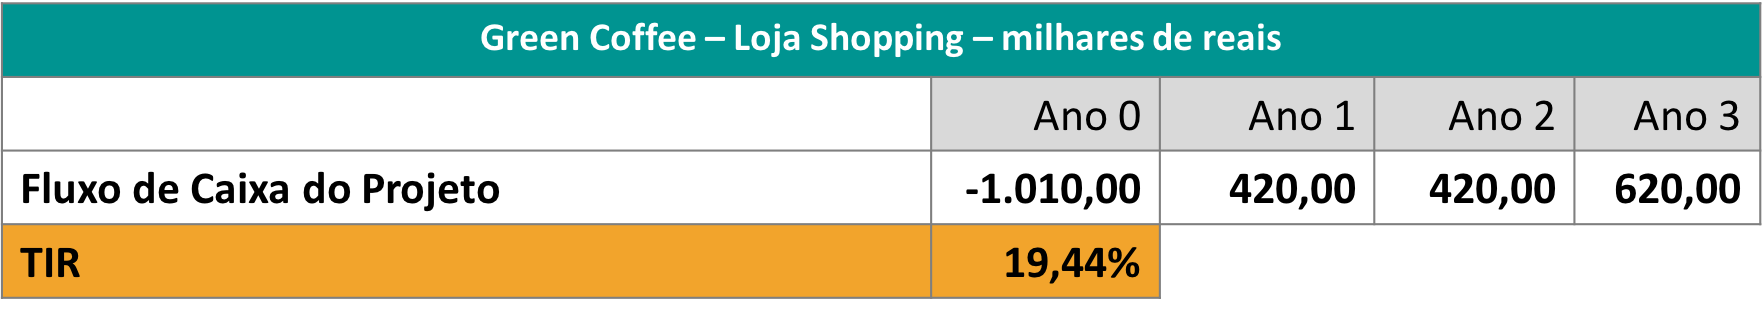 Green Coffee – Loja Shopping – milhares de reais
Ano 0 Ano 1 Ano 2 Ano 3
Fluxo de Caixa do Projeto -1.010,00 420,00 420,00 620,00
TIR 19,44%